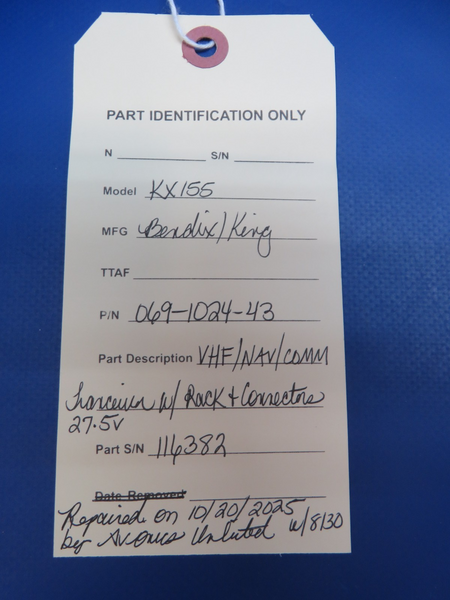 PART IDENTIFICATION ONLY
N S/N
Model KX155
MFG Bendix/King
TTAF
P/N 069-1024-43
Part Description VHF/NAV/COMM
Tranceiver w/ Rack + Connectors
27.5V
Part S/N 116382
Date Removed
Repaired on 10/20/2025
by Avionics Unlimited w/8130